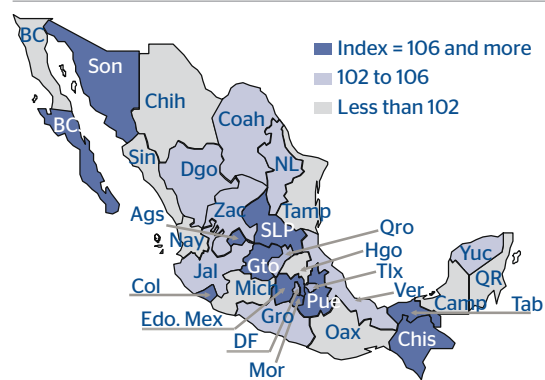 BC
Son
Index = 106 and more
102 to 106
Less than 102
Chih
Coah
BC
Sin
Dgo
NL
Ags
Zac
Tamp
SLP
Qro
Nay
Hgo
Yuc
Jal
Gto
Tlx
QR
Col
Mich
Ver
Pue
Camp
Tab
Edo. Mex
Gro
Oax
Chis
DF
Mor